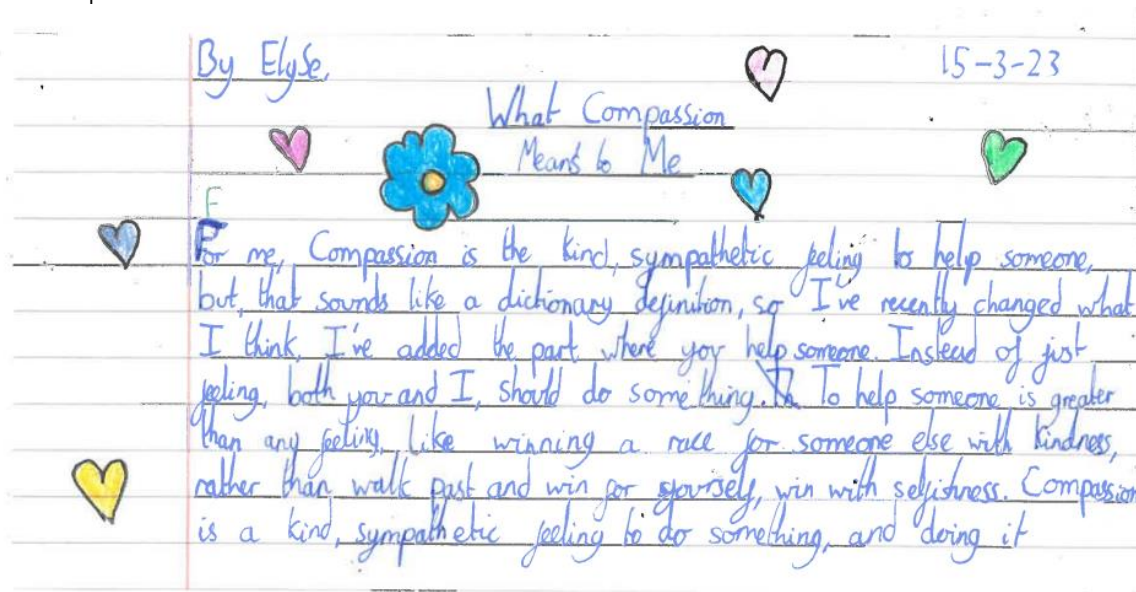 By Elyse,
15-3-23
What Compassion
Means to Me
F
For me, Compassion is the kind, sympathetic feeling to help someone,
but, that sounds like a dictionary definition, so I've recently changed what
I think, I've added the part where you help someone. Instead of just
feeling, both you and I, should do something. To help someone is greater
than any feeling, like winning a race for someone else with kindness,
rather than walk past and win for yourself, win with selfishness. Compassion
is a kind, sympathetic feeling to do something, and doing it